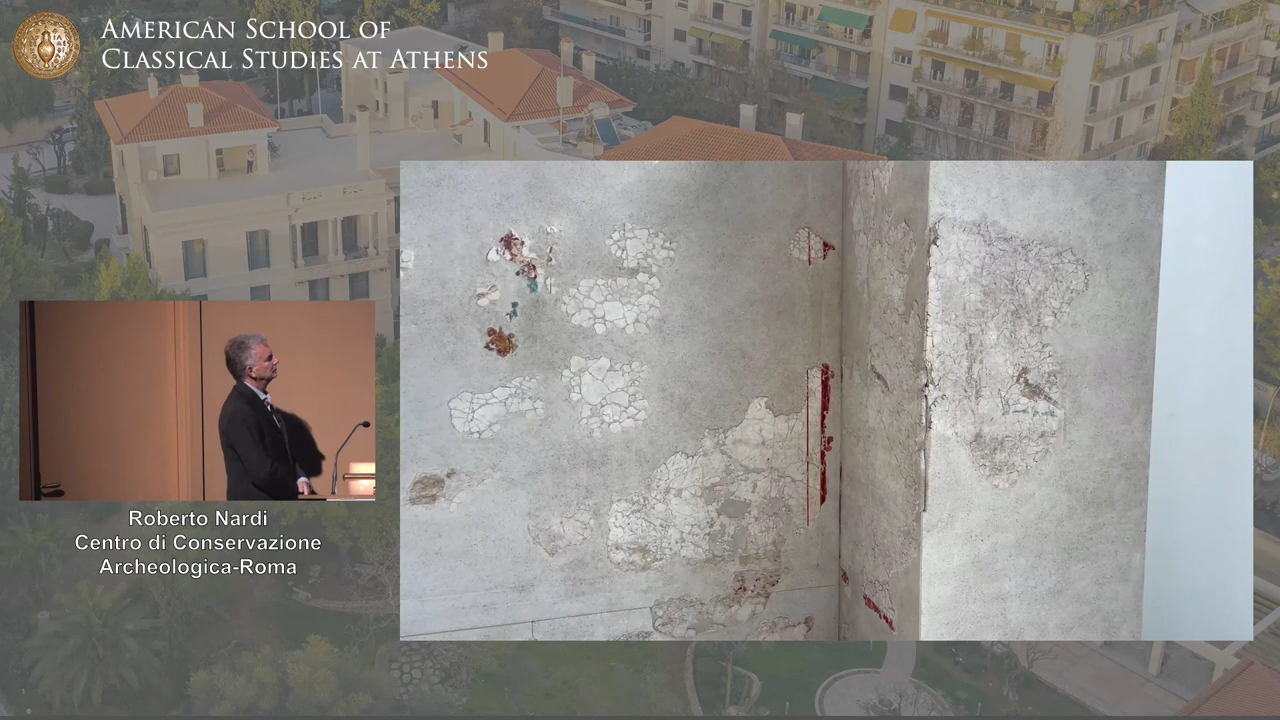 AMERICAN SCHOOL OF
CLASSICAL STUDIES AT ATHENS
Roberto Nardi
Centro di Conservazione
Archeologica-Roma